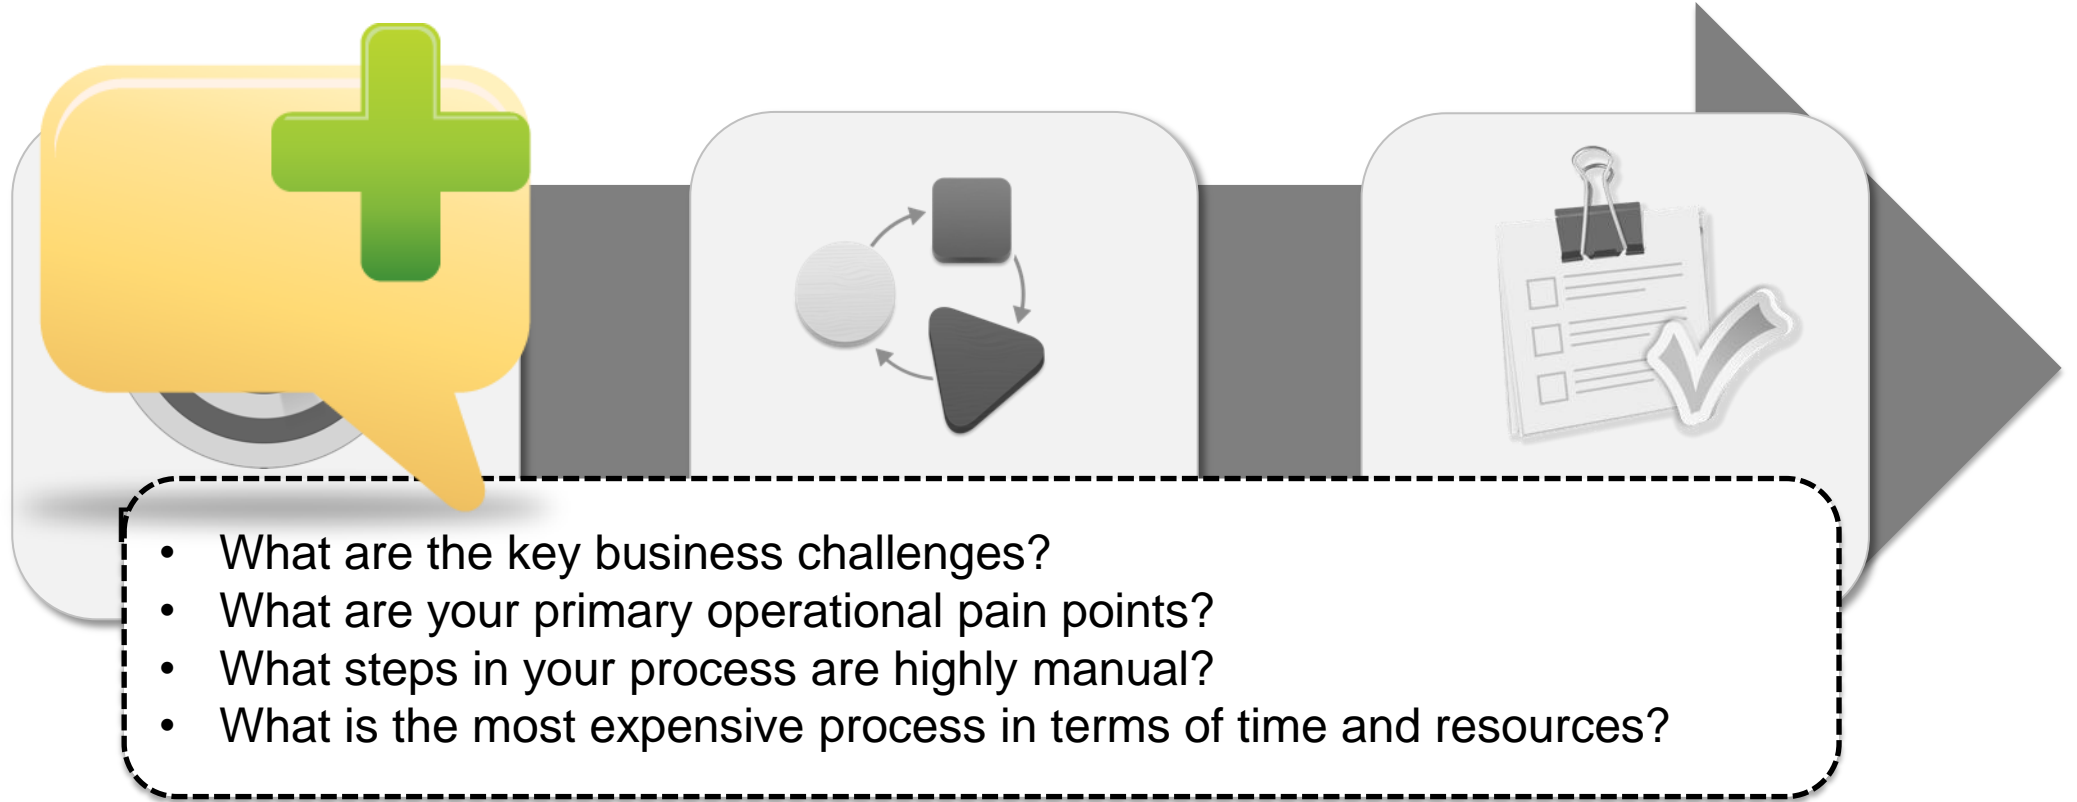 • What are the key business challenges?
• What are your primary operational pain points?
• What steps in your process are highly manual?
• What is the most expensive process in terms of time and resources?